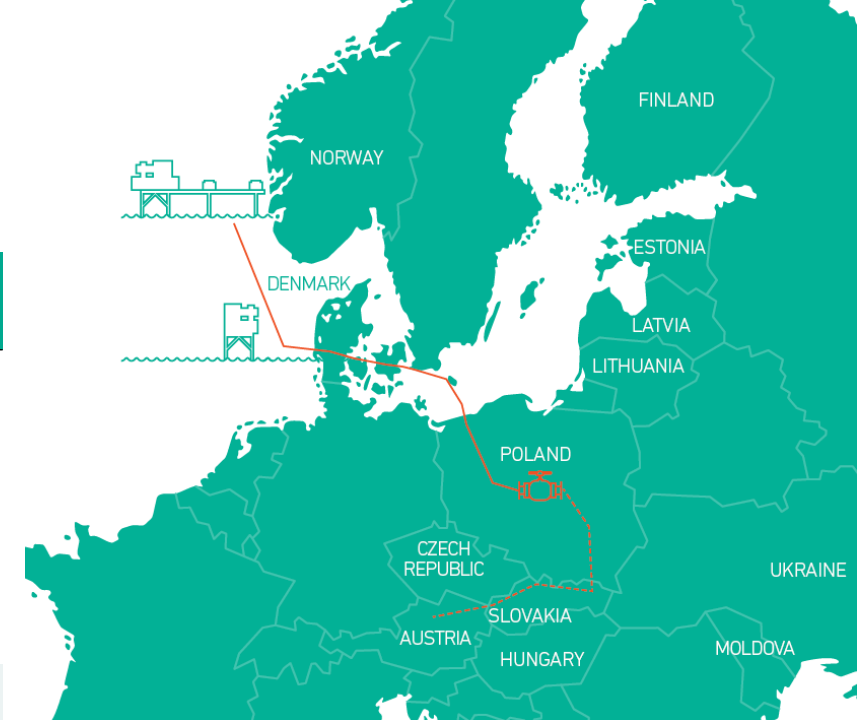 FINLAND
NORWAY
ESTONIA
DENMARK
LATVIA
LITHUANIA
POLAND
CZECH
REPUBLIC
UKRAINE
SLOVAKIA
AUSTRIA
MOLDOVA
HUNGARY